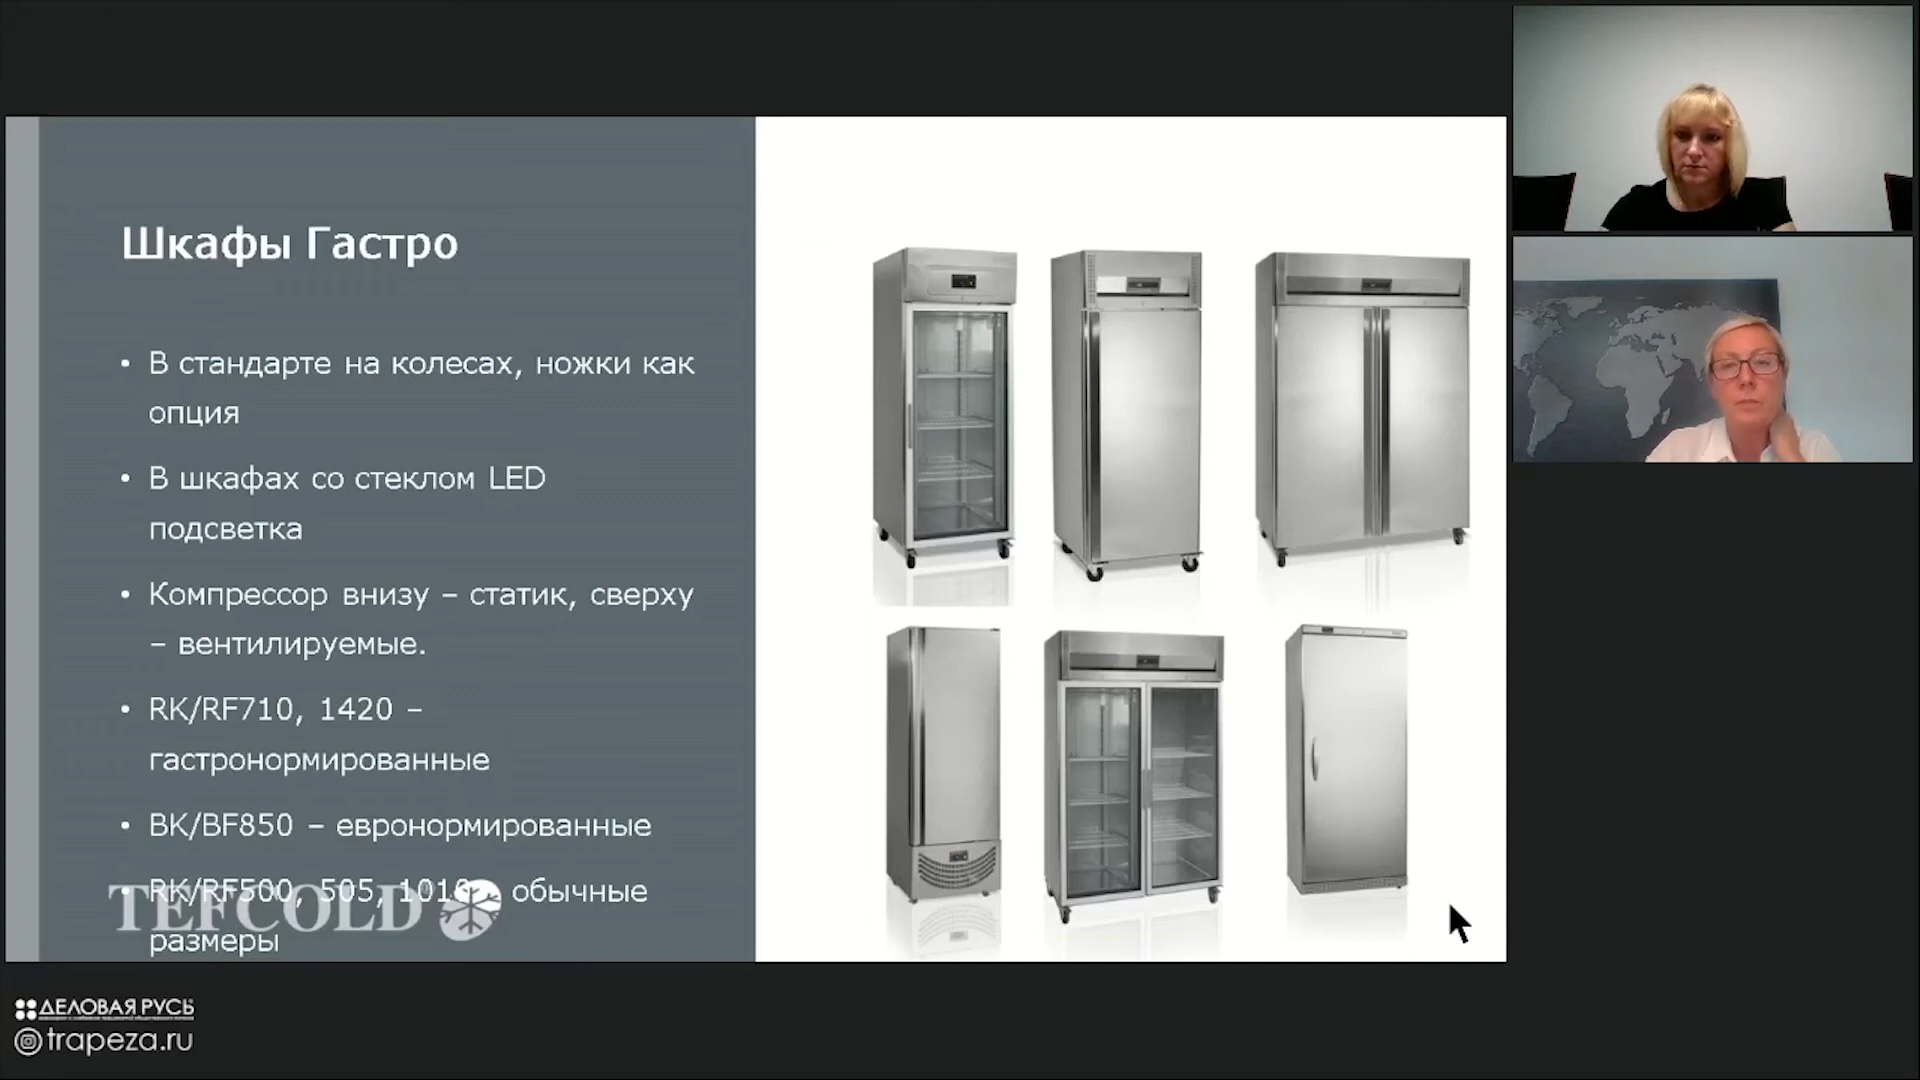 Шкафы Гастро
• В стандарте на колесах, ножки как
опция
• В шкафах со стеклом LED
подсветка
• Компрессор внизу – статик, сверху
– вентилируемые.
• RK/RF710, 1420 –
гастронормированные
• BK/BF850 – евронормированные
• RK/RF500, 505, 1010 – обычные
размеры
TEFCOLD
ДЕЛОВАЯ РУСЬ
trapeza.ru